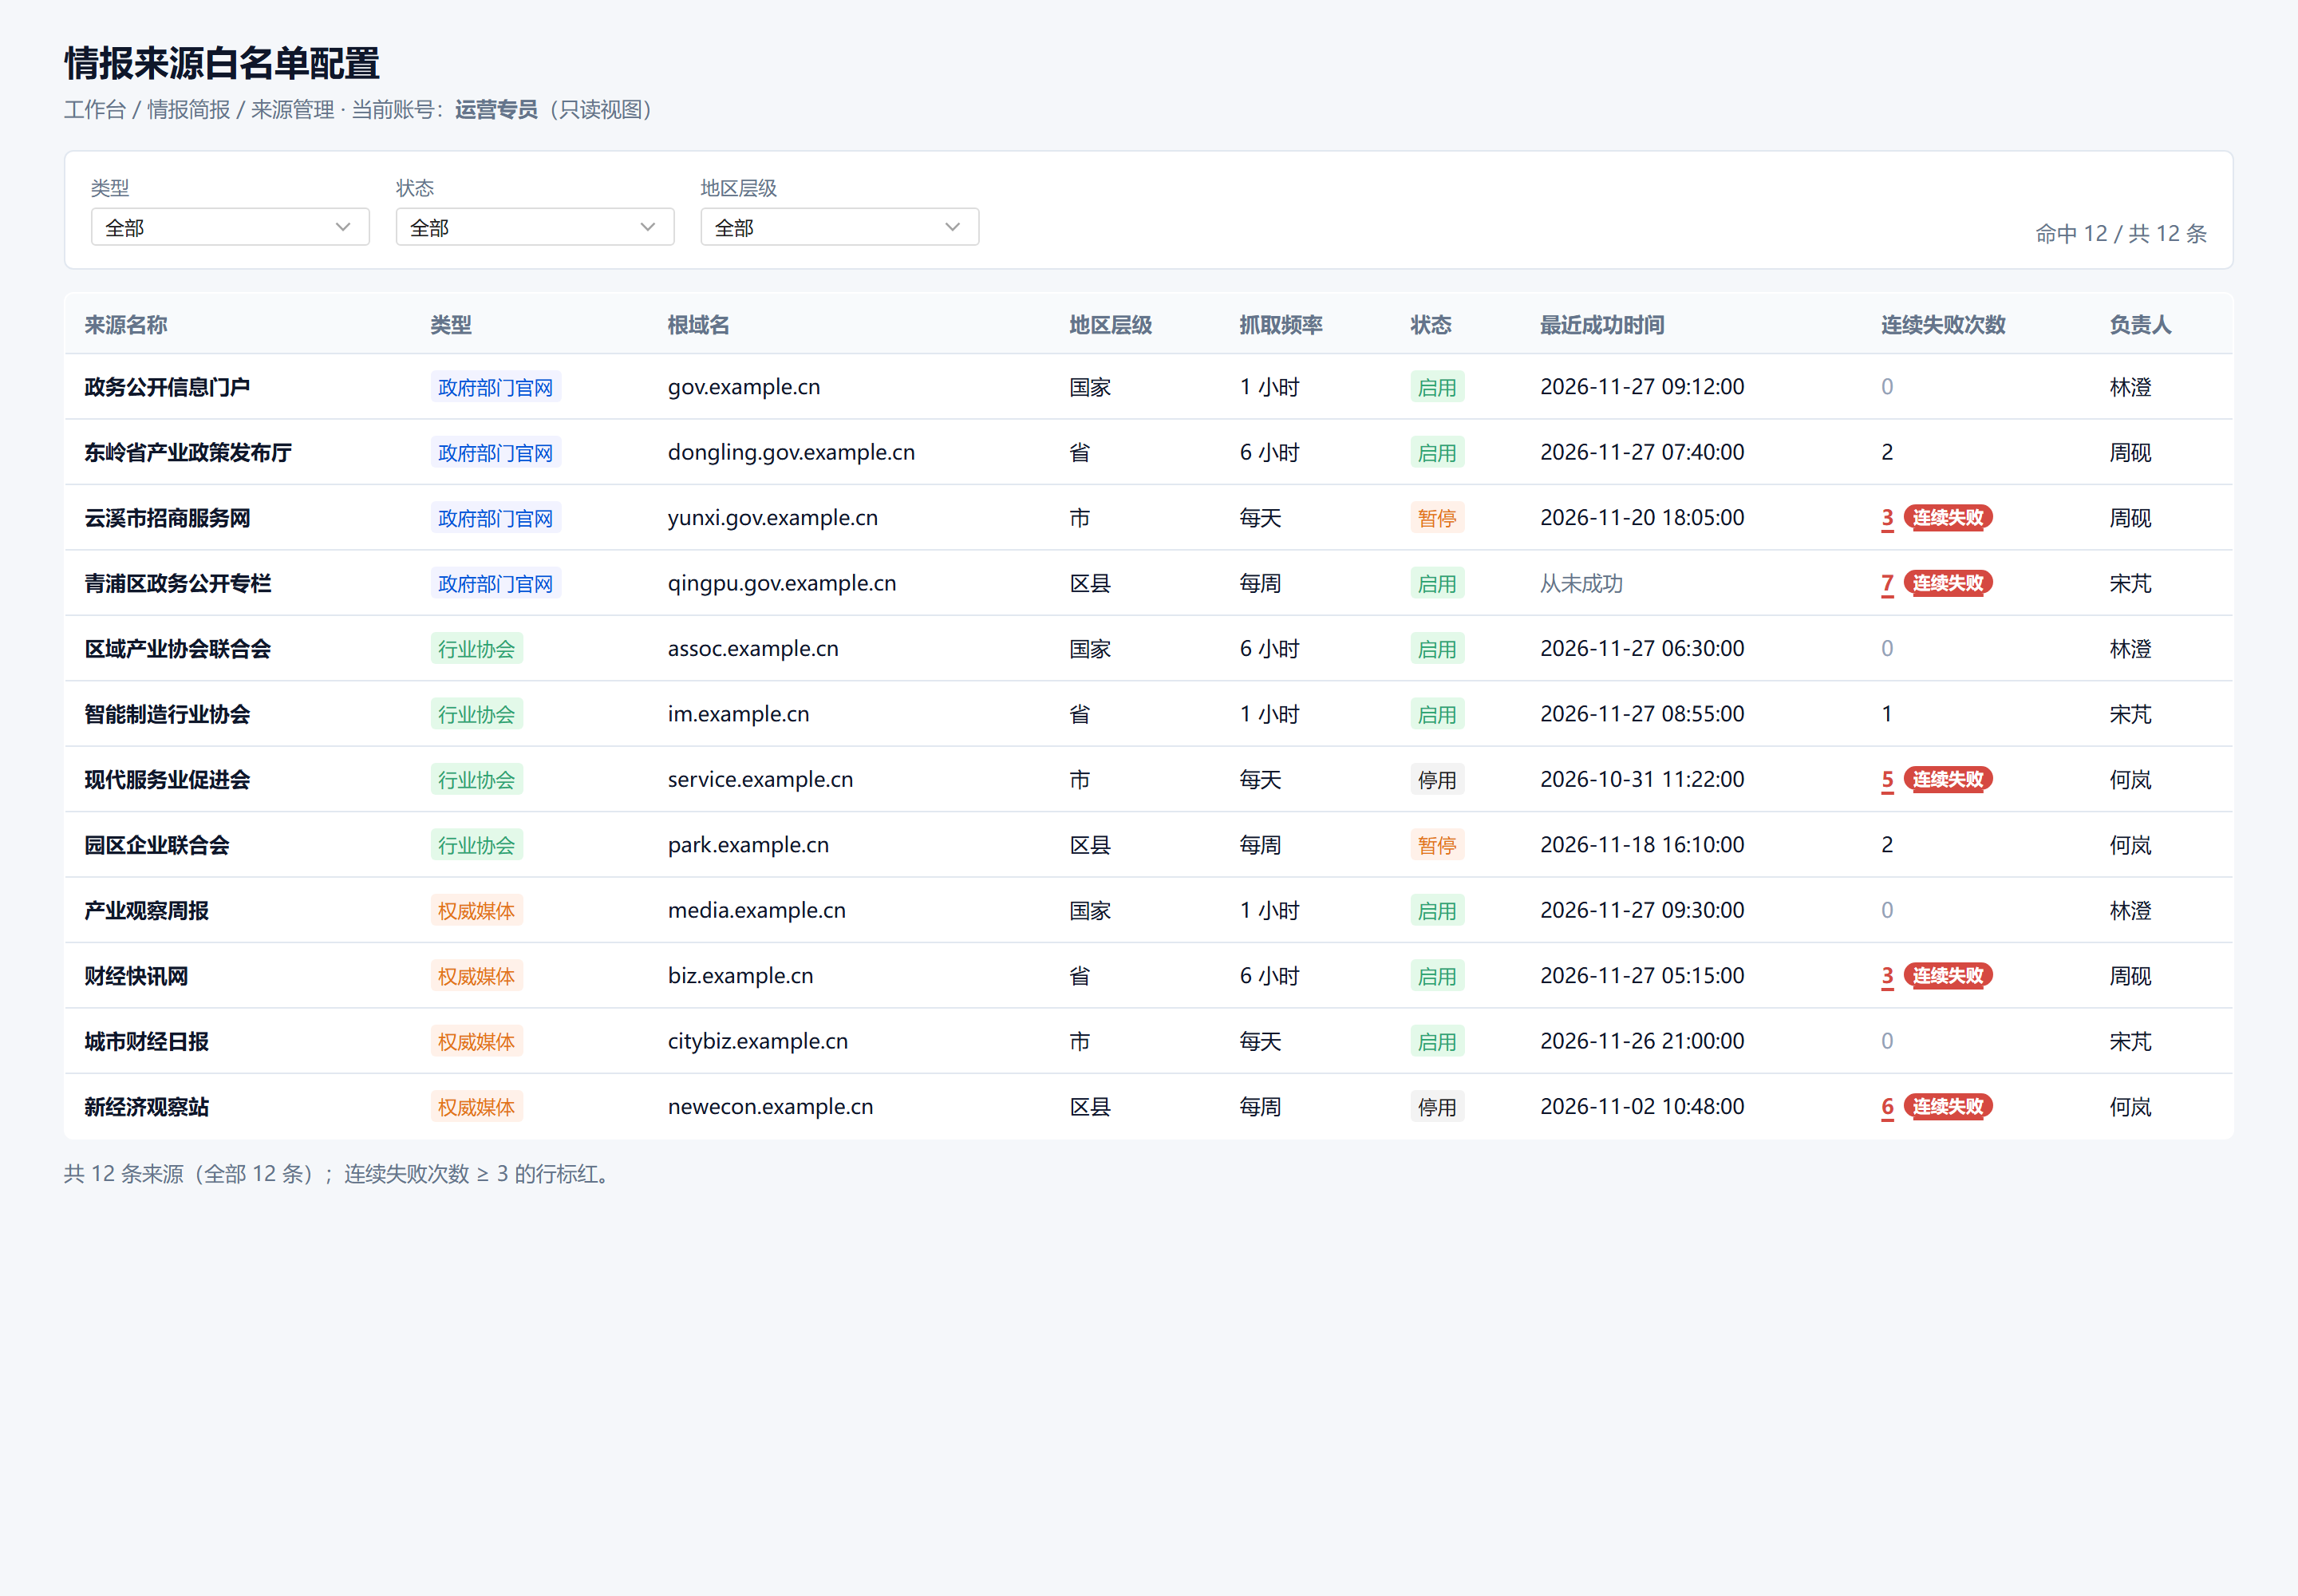 情报来源白名单配置
工作台 / 情报简报 / 来源管理 · 当前账号：运营专员（只读视图）
类型 状态 地区层级
全部 全部 全部
命中 12 / 共 12 条
来源名称 类型 根域名 地区层级 抓取频率 状态 最近成功时间 连续失败次数 负责人
政务公开信息门户 政府部门官网 gov.example.cn 国家 1 小时 启用 2026-11-27 09:12:00 0 林澄
东岭省产业政策发布厅 政府部门官网 dongling.gov.example.cn 省 6 小时 启用 2026-11-27 07:40:00 2 周砚
云溪市招商服务网 政府部门官网 yunxi.gov.example.cn 市 每天 暂停 2026-11-20 18:05:00 3 连续失败 周砚
青浦区政务公开专栏 政府部门官网 qingpu.gov.example.cn 区县 每周 启用 从未成功 7 连续失败 宋芃
区域产业协会联合会 行业协会 assoc.example.cn 国家 6 小时 启用 2026-11-27 06:30:00 0 林澄
智能制造行业协会 行业协会 im.example.cn 省 1 小时 启用 2026-11-27 08:55:00 1 宋芃
现代服务业促进会 行业协会 service.example.cn 市 每天 停用 2026-10-31 11:22:00 5 连续失败 何岚
园区企业联合会 行业协会 park.example.cn 区县 每周 暂停 2026-11-18 16:10:00 2 何岚
产业观察周报 权威媒体 media.example.cn 国家 1 小时 启用 2026-11-27 09:30:00 0 林澄
财经快讯网 权威媒体 biz.example.cn 省 6 小时 启用 2026-11-27 05:15:00 3 连续失败 周砚
城市财经日报 权威媒体 citybiz.example.cn 市 每天 启用 2026-11-26 21:00:00 0 宋芃
新经济观察站 权威媒体 newecon.example.cn 区县 每周 停用 2026-11-02 10:48:00 6 连续失败 何岚
共 12 条来源（全部 12 条）；连续失败次数 ≥ 3 的行标红。